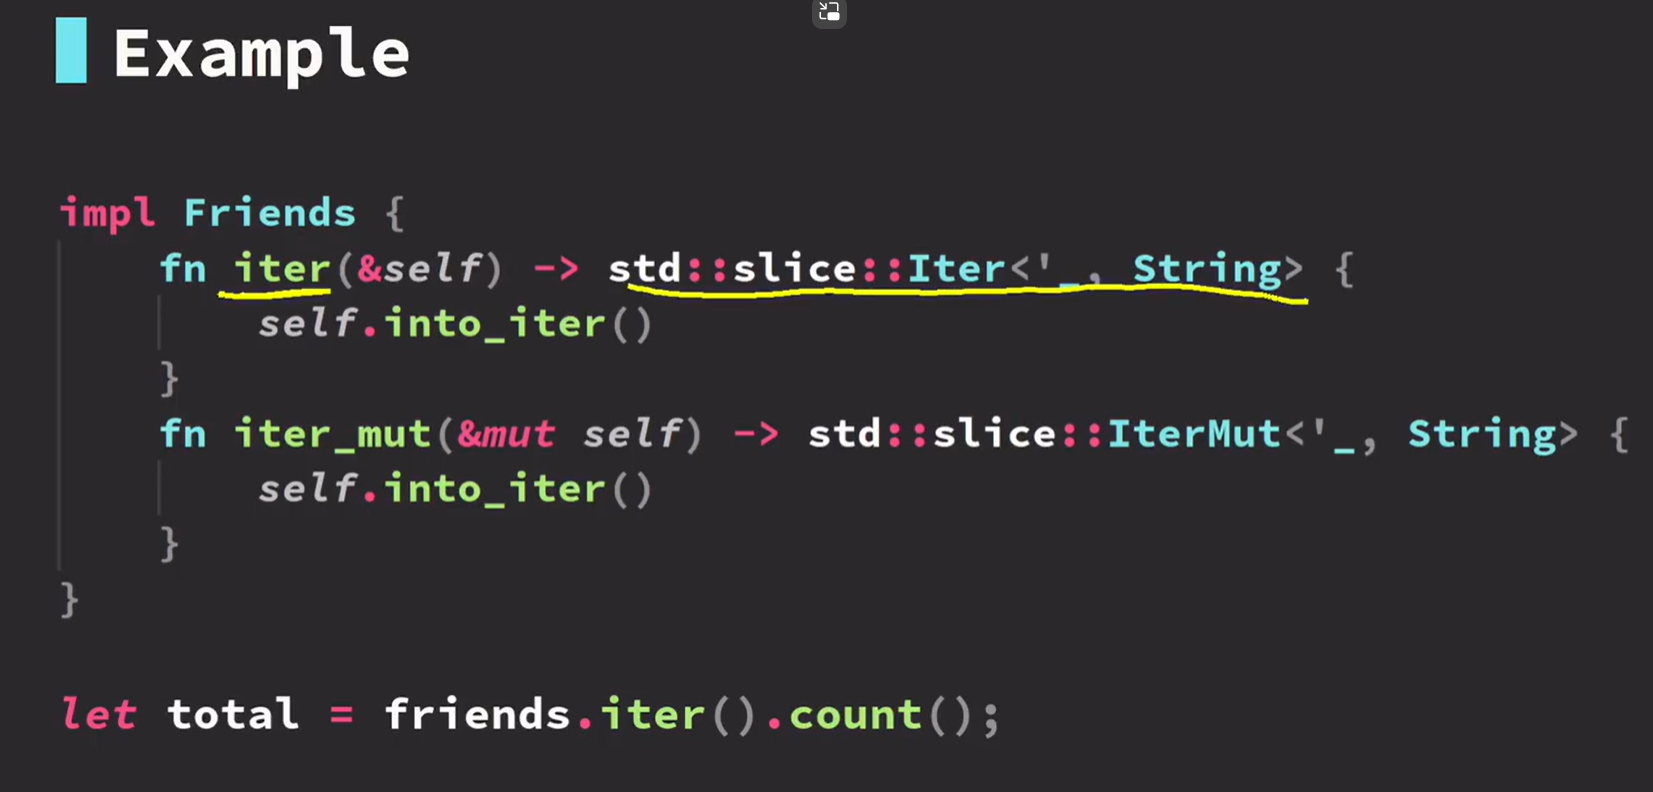 Example
impl Friends {
fn iter(&self) -> std::slice::Iter<'_, String> {
self.into_iter()
}
fn iter_mut(&mut self) -> std::slice::IterMut<'_, String> {
self.into_iter()
}
}
let total = friends.iter().count();